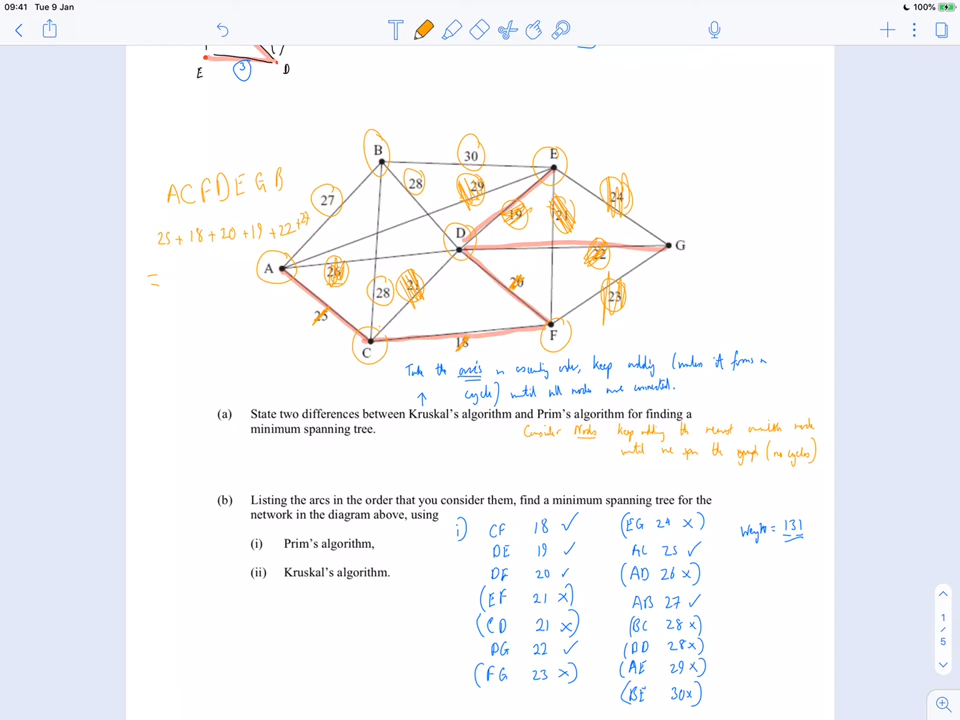 09:41 Tue 9 Jan
100%
E
3
D
B
30
E
ACFDEGB
27
28
29
24
19
21
25 + 18 + 20 + 19 + 22 + 27
D
22
G
A
26
=
28
21
20
23
25
C
18
F
Take the arcs in ascending order, keep adding (unless it forms a
cycle) until all nodes are connected.
(a) State two differences between Kruskal's algorithm and Prim's algorithm for finding a
minimum spanning tree.
Consider Nodes keep adding the nearest node
until we span the graph (no cycles)
(b) Listing the arcs in the order that you consider them, find a minimum spanning tree for the
network in the diagram above, using
(i) Prim's algorithm,
(ii) Kruskal's algorithm.
i) CF 18 ✓
DE 19 ✓
DF 20 ✓
(EF 21 X)
(CD 21 X)
DG 22 ✓
(FG 23 X)
(EG 24 X)
AC 25 ✓
(AD 26 X)
AB 27 ✓
(BC 28 X)
(DD 28X)
(AE 29X)
(BE 30X)
Weight = 131
1
/
5